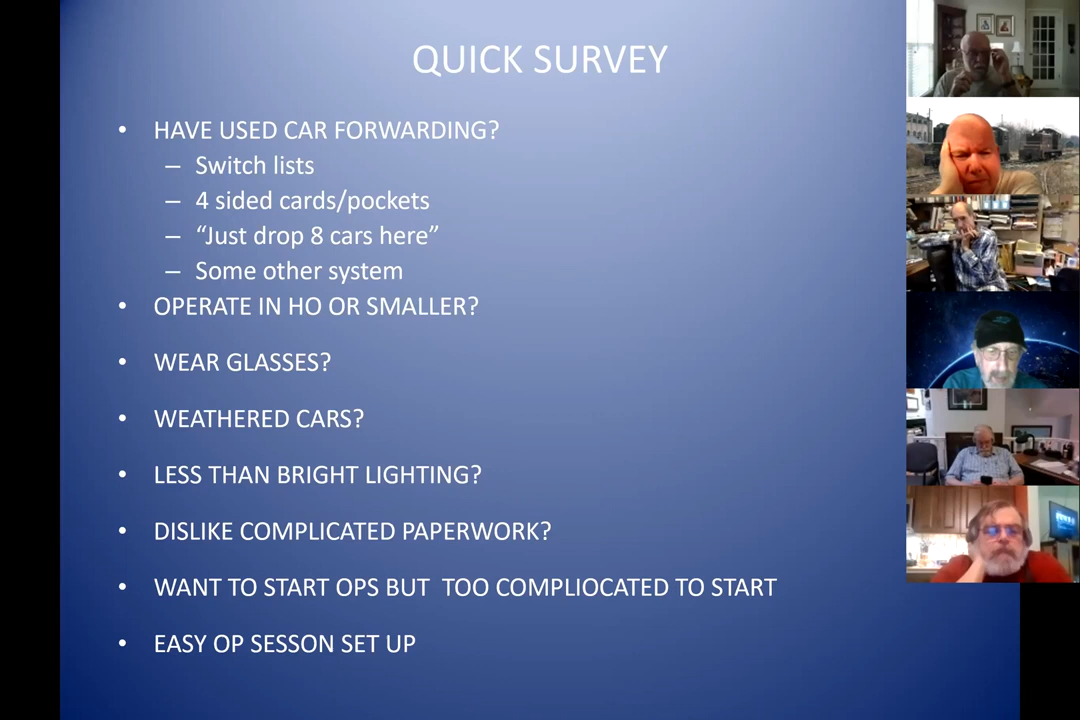 QUICK SURVEY
• HAVE USED CAR FORWARDING?
– Switch lists
– 4 sided cards/pockets
– “Just drop 8 cars here”
– Some other system
• OPERATE IN HO OR SMALLER?
• WEAR GLASSES?
• WEATHERED CARS?
• LESS THAN BRIGHT LIGHTING?
• DISLIKE COMPLICATED PAPERWORK?
• WANT TO START OPS BUT  TOO COMPLIOCATED TO START
• EASY OP SESSON SET UP